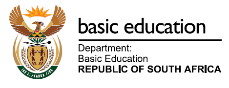 basic education
Department:
Basic Education
REPUBLIC OF SOUTH AFRICA